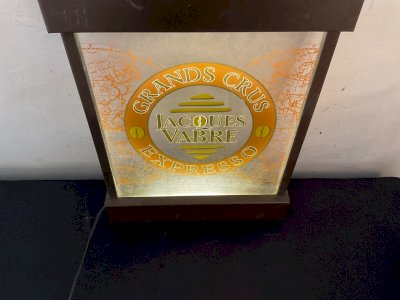 GRANDS CRUS
JACQUES
VABRE
EXPRESSO